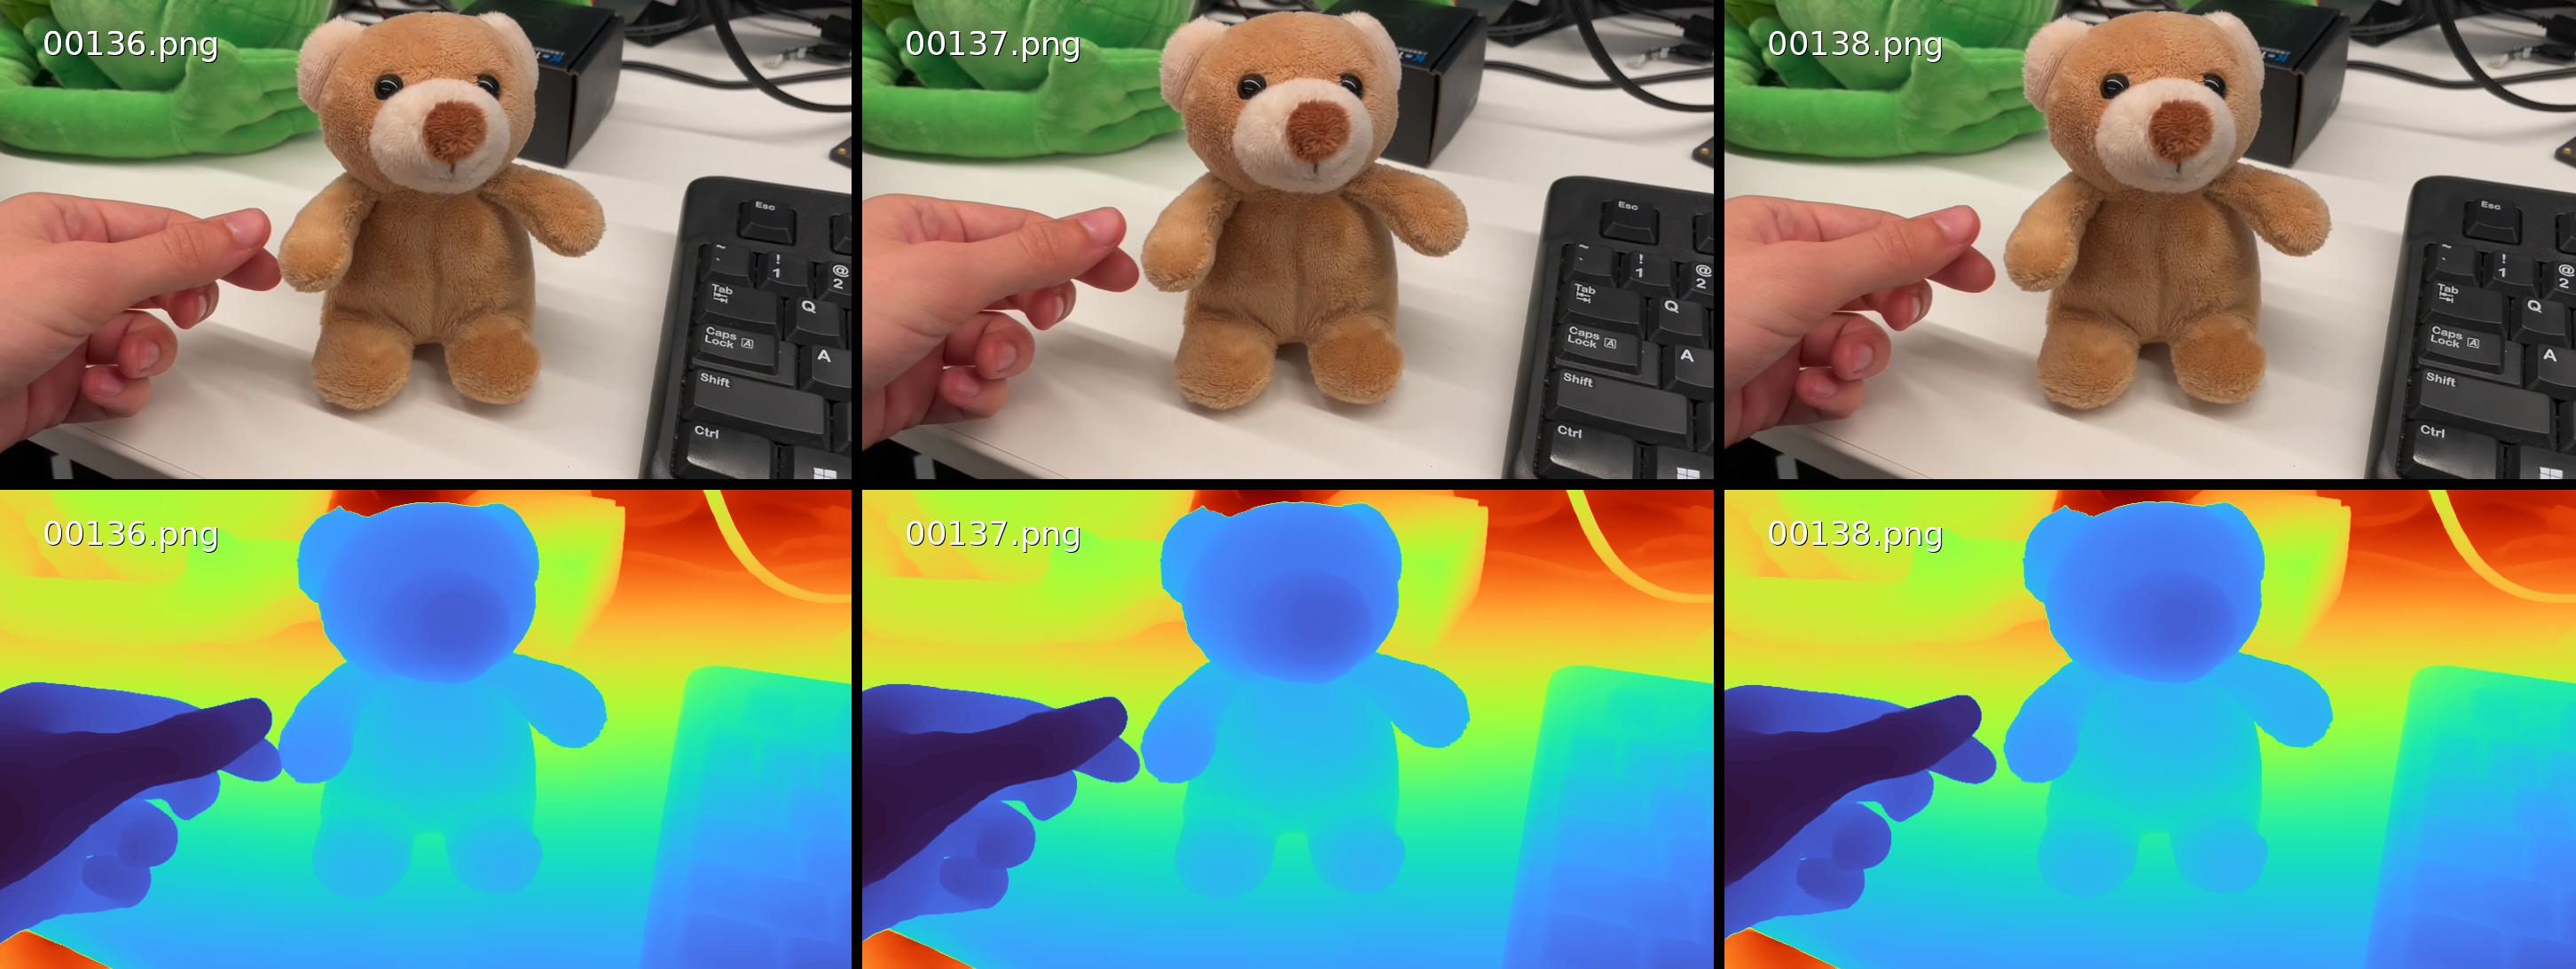 00136.png
00137.png
00138.png
Esc
~
`
!
1
@
2
Tab
Q
Caps
Lock
A
A
Shift
Ctrl
Esc
~
`
!
1
@
2
Tab
Q
Caps
Lock
A
A
Shift
Ctrl
Esc
~
`
!
1
@
2
Tab
Q
Caps
Lock
A
A
Shift
Ctrl
00136.png
00137.png
00138.png